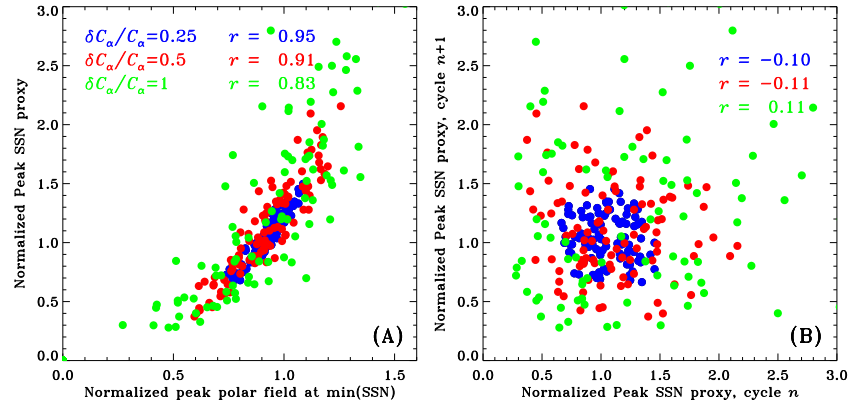 3.0
2.5
2.0
1.5
1.0
0.5
0.0
Normalized Peak SSN proxy
δCα/Cα=0.25 r = 0.95
δCα/Cα=0.5 r = 0.91
δCα/Cα=1 r = 0.83
(A)
0.0 0.5 1.0 1.5
Normalized peak polar field at min(SSN)
3.0
2.5
2.0
1.5
1.0
0.5
0.0
Normalized Peak SSN proxy, cycle n+1
r = −0.10
r = −0.11
r = 0.11
(B)
0.0 0.5 1.0 1.5 2.0 2.5 3.0
Normalized Peak SSN proxy, cycle n